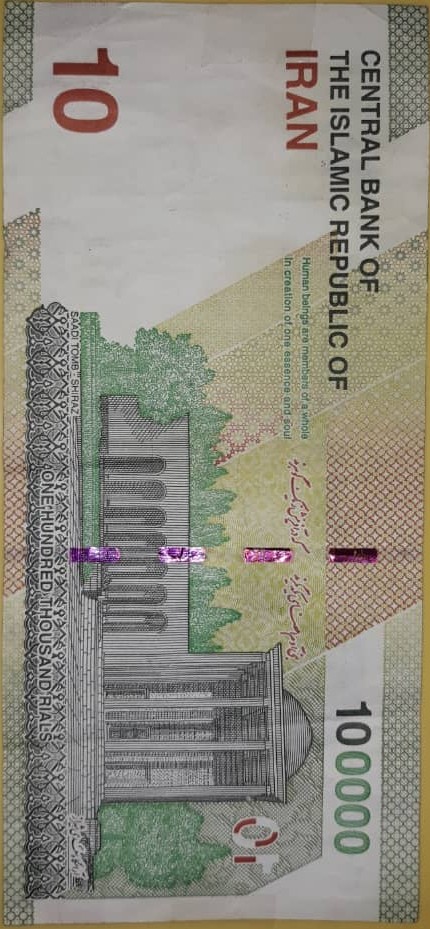 CENTRAL BANK OF
THE ISLAMIC REPUBLIC OF
IRAN
Human beings are members of a whole
In creation of one essence and soul
بنی آدم اعضای یکدیگرند
که در آفرینش ز یک گوهرند
100000
10
10
SAADI TOMB - SHIRAZ
آرامگاه سعدی شیراز
ONE HUNDRED THOUSAND RIALS